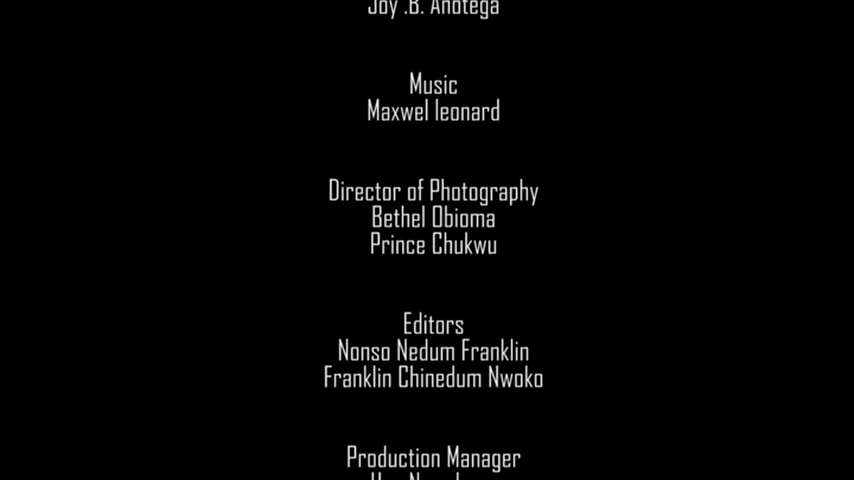 Joy .B. Anotega
Music
Maxwel leonard
Director of Photography
Bethel Obioma
Prince Chukwu
Editors
Nonso Nedum Franklin
Franklin Chinedum Nwoko
Production Manager